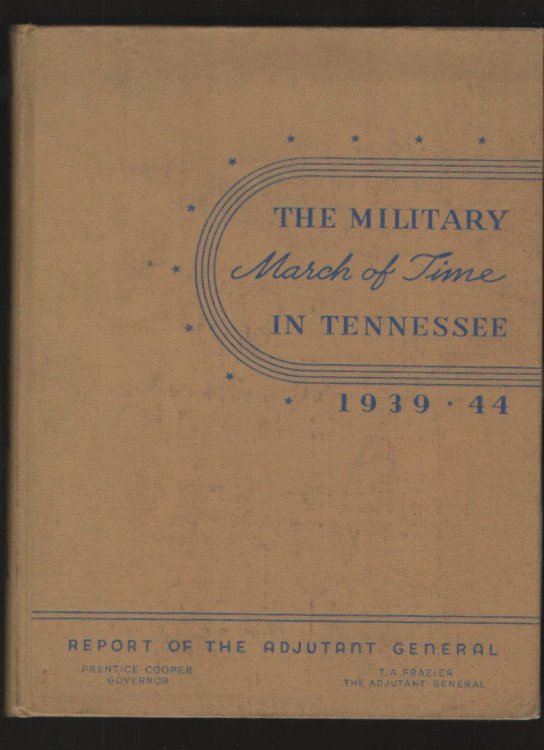 THE MILITARY
March of Time
IN TENNESSEE
1939 · 44
REPORT OF THE ADJUTANT GENERAL
PRENTICE COOPER
GOVERNOR
T. A. FRAZIER
THE ADJUTANT GENERAL